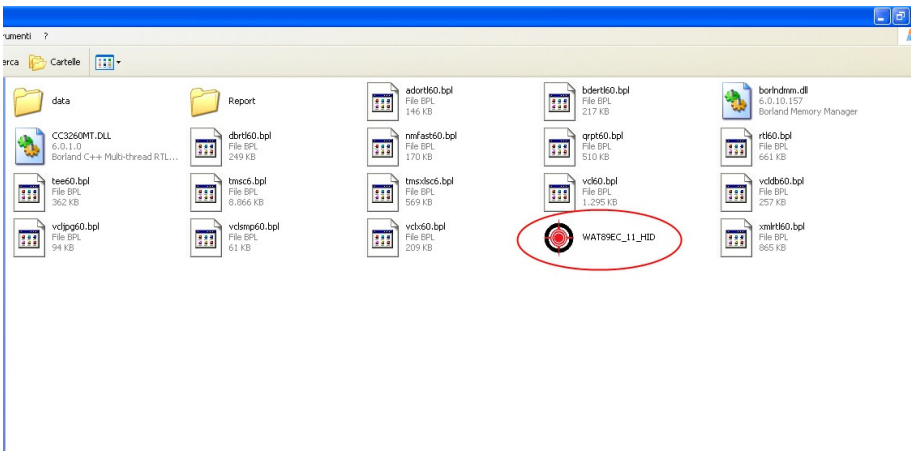 rumenti ?
erca Cartelle
data
Report
adortl60.bpl
File BPL
146 KB
bdertl60.bpl
File BPL
217 KB
borlndmm.dll
6.0.10.157
Borland Memory Manager
CC3260MT.DLL
6.0.1.0
Borland C++ Multi-thread RTL...
dbrtl60.bpl
File BPL
249 KB
nmfast60.bpl
File BPL
170 KB
qrpt60.bpl
File BPL
510 KB
rtl60.bpl
File BPL
661 KB
tee60.bpl
File BPL
362 KB
tmsc6.bpl
File BPL
8.866 KB
tmsxlsc6.bpl
File BPL
569 KB
vcl60.bpl
File BPL
1.295 KB
vcldb60.bpl
File BPL
257 KB
vcljpg60.bpl
File BPL
94 KB
vclsmp60.bpl
File BPL
61 KB
vclx60.bpl
File BPL
209 KB
WAT89EC_11_HID
xmlrtl60.bpl
File BPL
865 KB